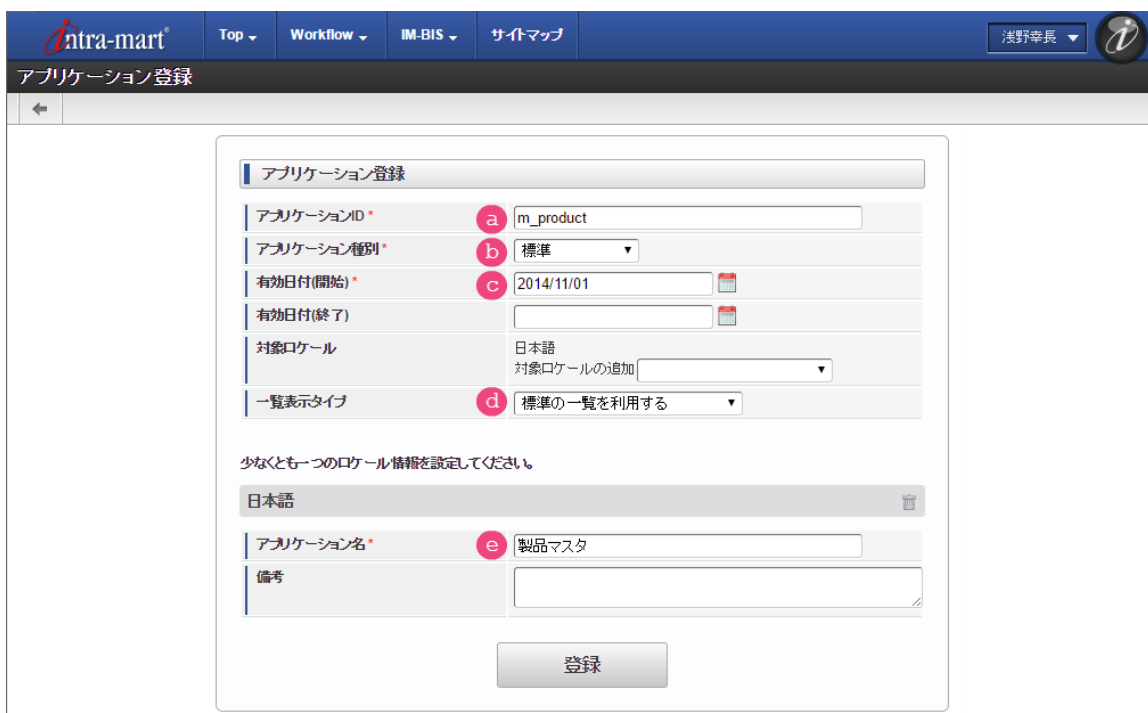 intra-mart® Top Workflow IM-BIS サイトマップ 浅野幸長
アプリケーション登録
アプリケーション登録
アプリケーションID * a m_product
アプリケーション種別 * b 標準
有効日付(開始) * c 2014/11/01
有効日付(終了)
対象ロケール 日本語
対象ロケールの追加
一覧表示タイプ d 標準の一覧を利用する
少なくとも一つのロケール情報を設定してください。
日本語
アプリケーション名 * e 製品マスタ
備考
登録